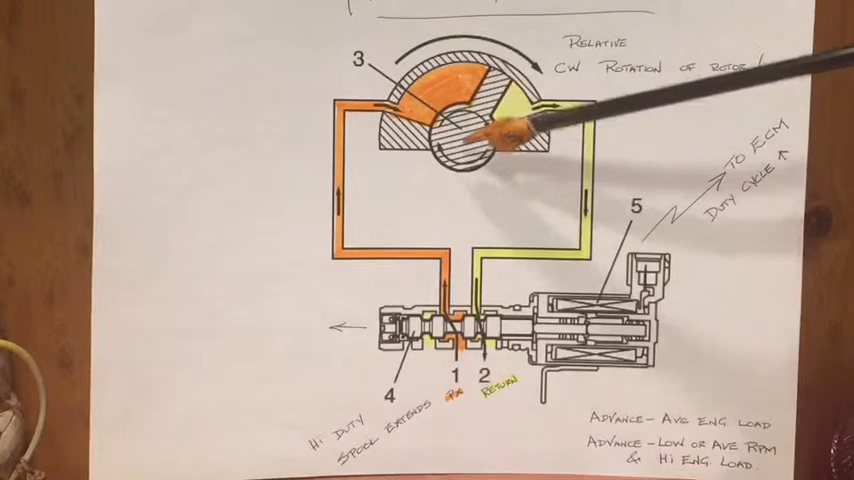 RELATIVE
CW ROTATION OF ROTOR
3
TO ECM
DUTY CYCLE ↑
5
1
2
4
RETURN
HI DUTY
SPOOL EXTENDS
ADVANCE - AVE ENG LOAD
ADVANCE - LOW OR AVE RPM
& HI ENG. LOAD.